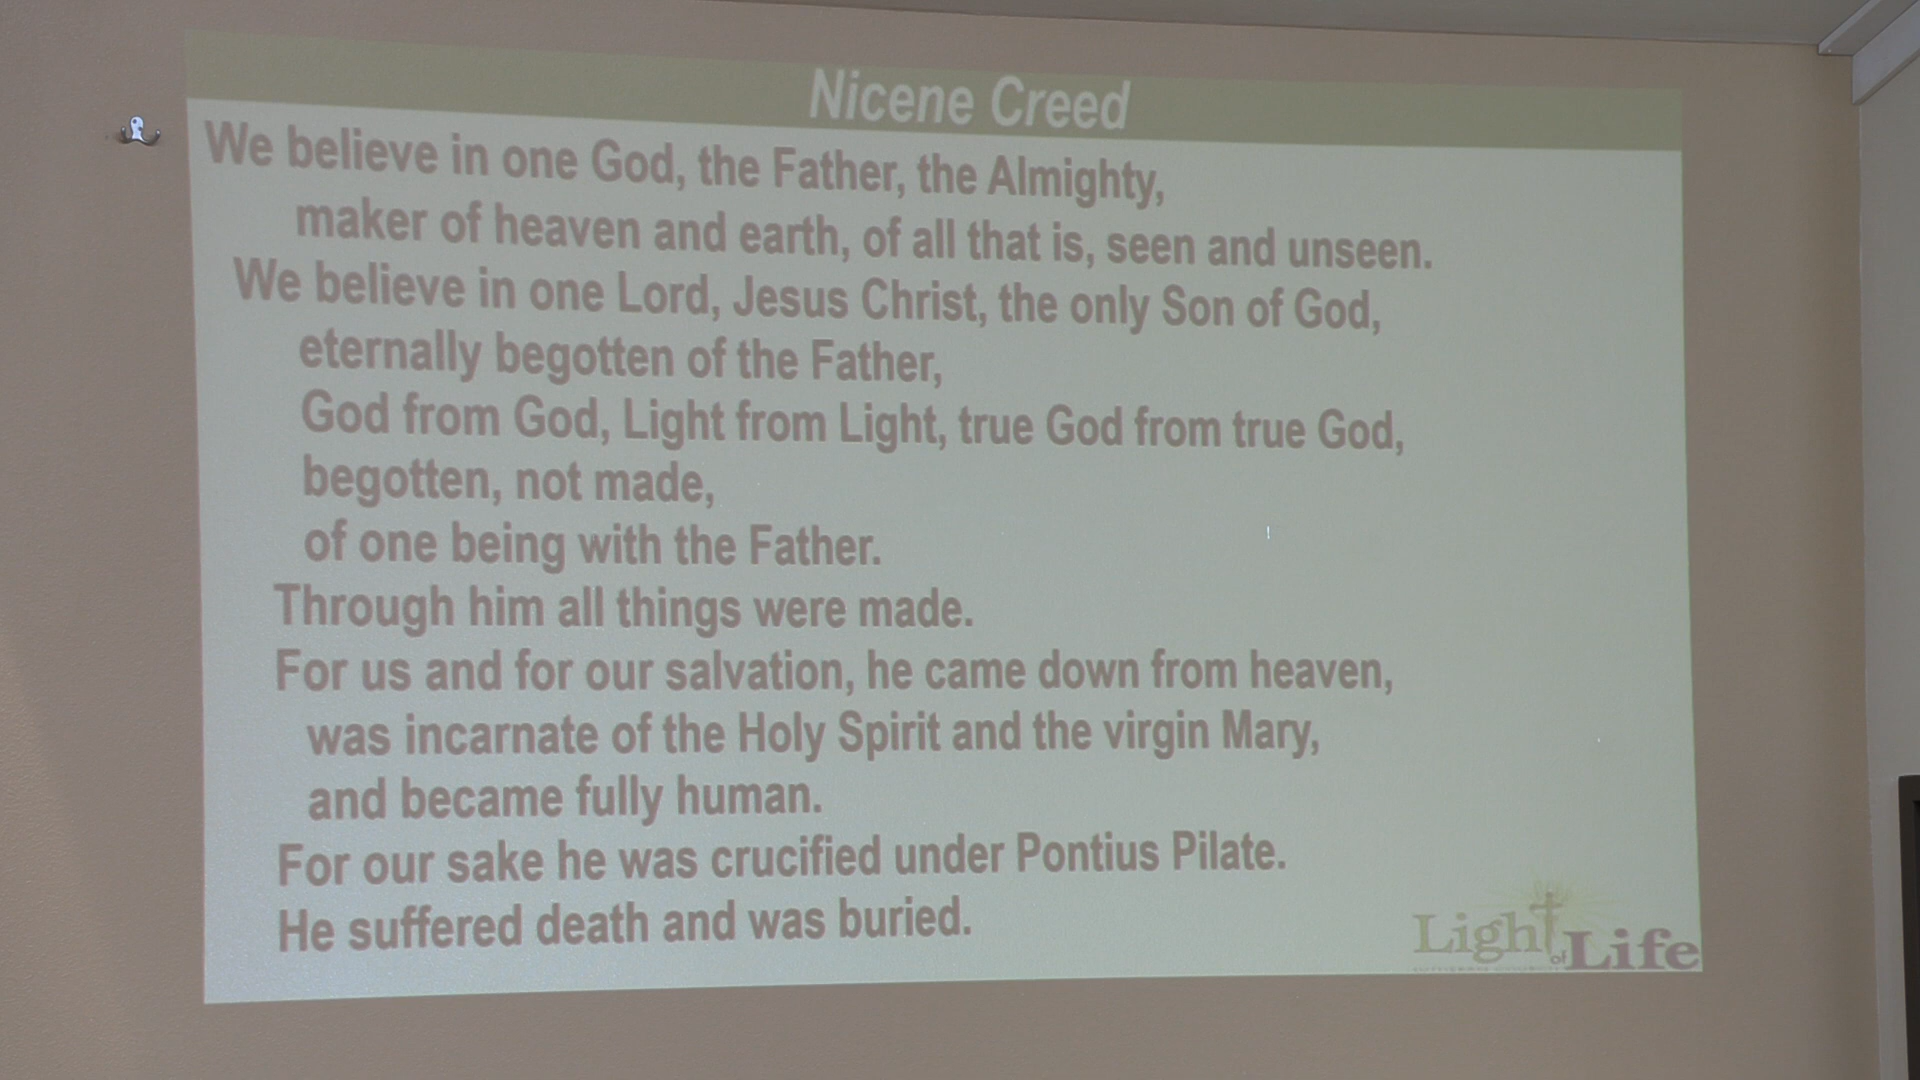 Nicene Creed
We believe in one God, the Father, the Almighty,
maker of heaven and earth, of all that is, seen and unseen.
We believe in one Lord, Jesus Christ, the only Son of God,
eternally begotten of the Father,
God from God, Light from Light, true God from true God,
begotten, not made,
of one being with the Father.
Through him all things were made.
For us and for our salvation, he came down from heaven,
was incarnate of the Holy Spirit and the virgin Mary,
and became fully human.
For our sake he was crucified under Pontius Pilate.
He suffered death and was buried.
Light of Life